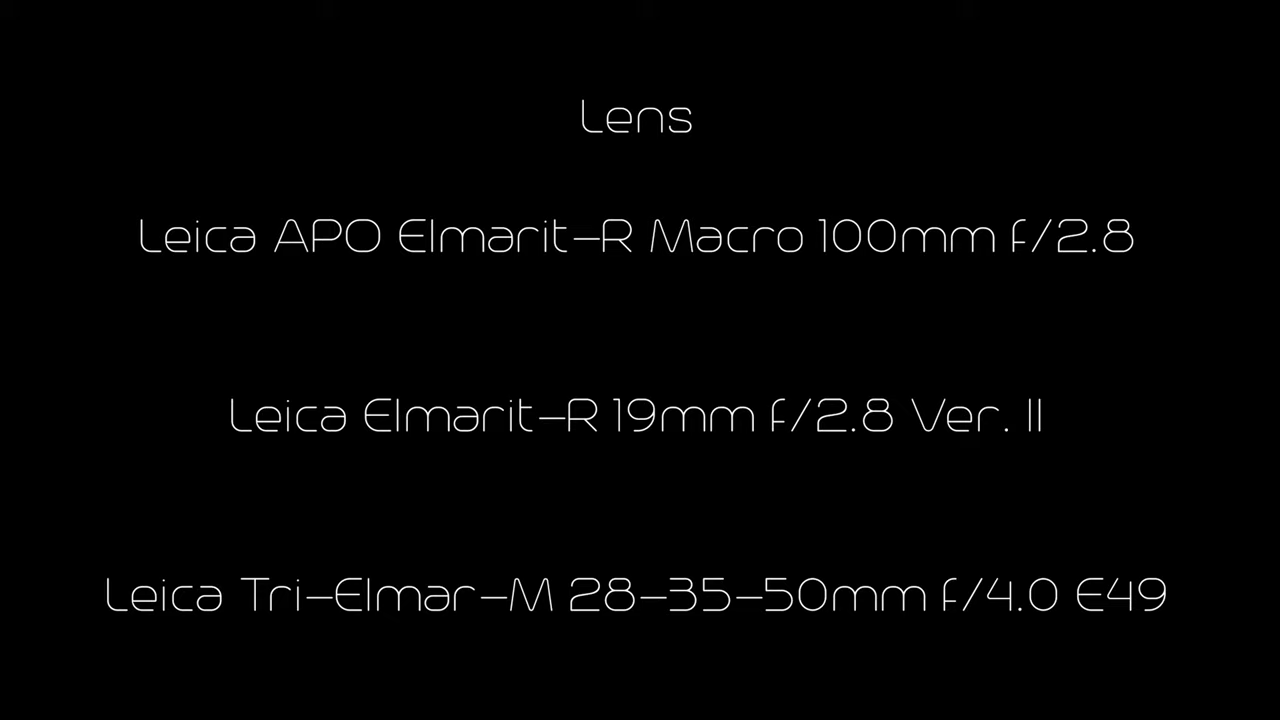 Lens
Leica APO Elmarit-R Macro 100mm f/2.8
Leica Elmarit-R 19mm f/2.8 Ver. II
Leica Tri-Elmar-M 28-35-50mm f/4.0 E49